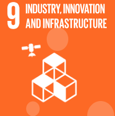 9 INDUSTRY, INNOVATION
AND INFRASTRUCTURE